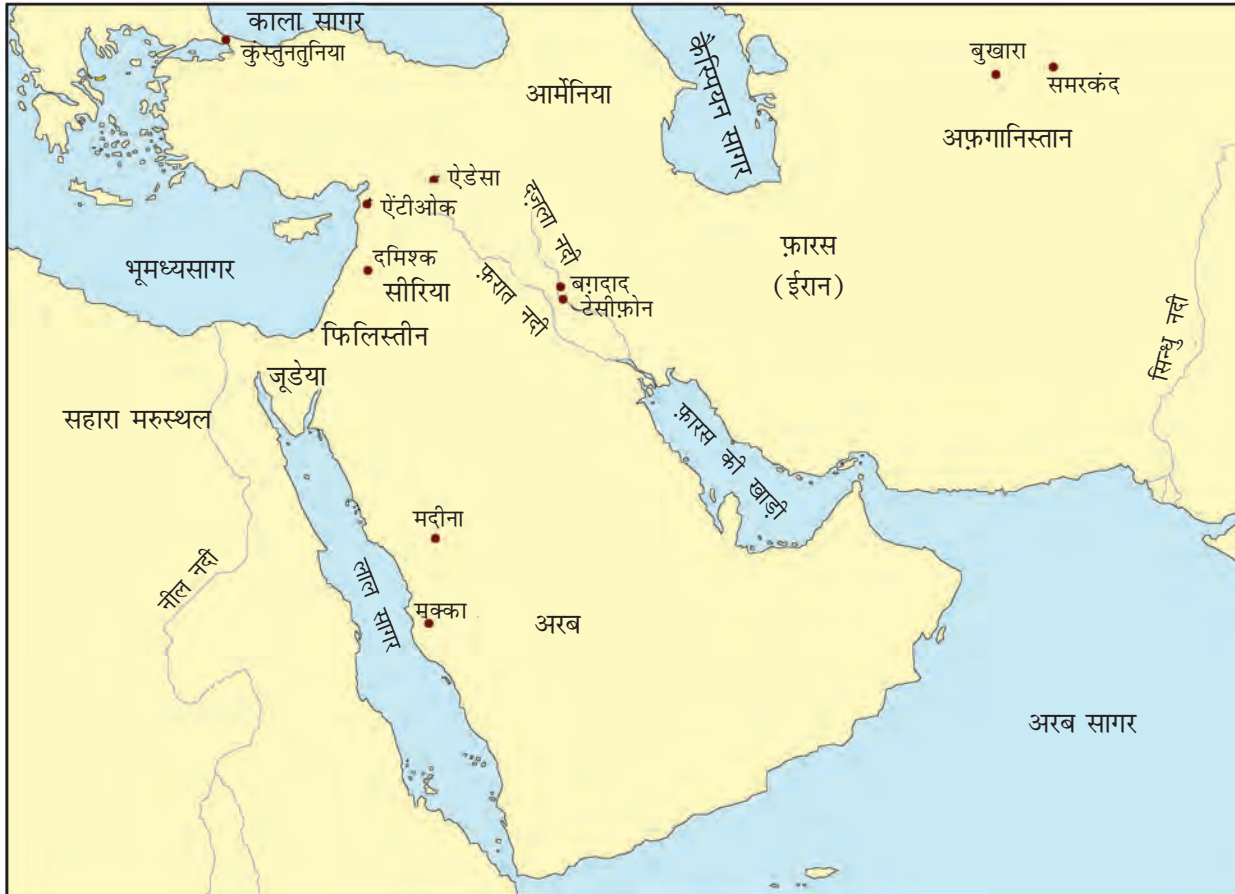 काला सागर
कुंस्तुनतुनिया
कैस्पियन सागर
बुखारा
समरकंद
आर्मेनिया
अफ़गानिस्तान
ऐडेसा
ऐंटीओक
दज़ला नदी
दमिश्क
सीरिया
भूमध्यसागर
फ़रात नदी
बग़दाद
टेसीफ़ोन
फ़ारस
(ईरान)
सिन्धु नदी
फिलिस्तीन
जूडेया
सहारा मरुस्थल
फ़ारस की खाड़ी
मदीना
नील नदी
लाल सागर
मक्का
अरब
अरब सागर